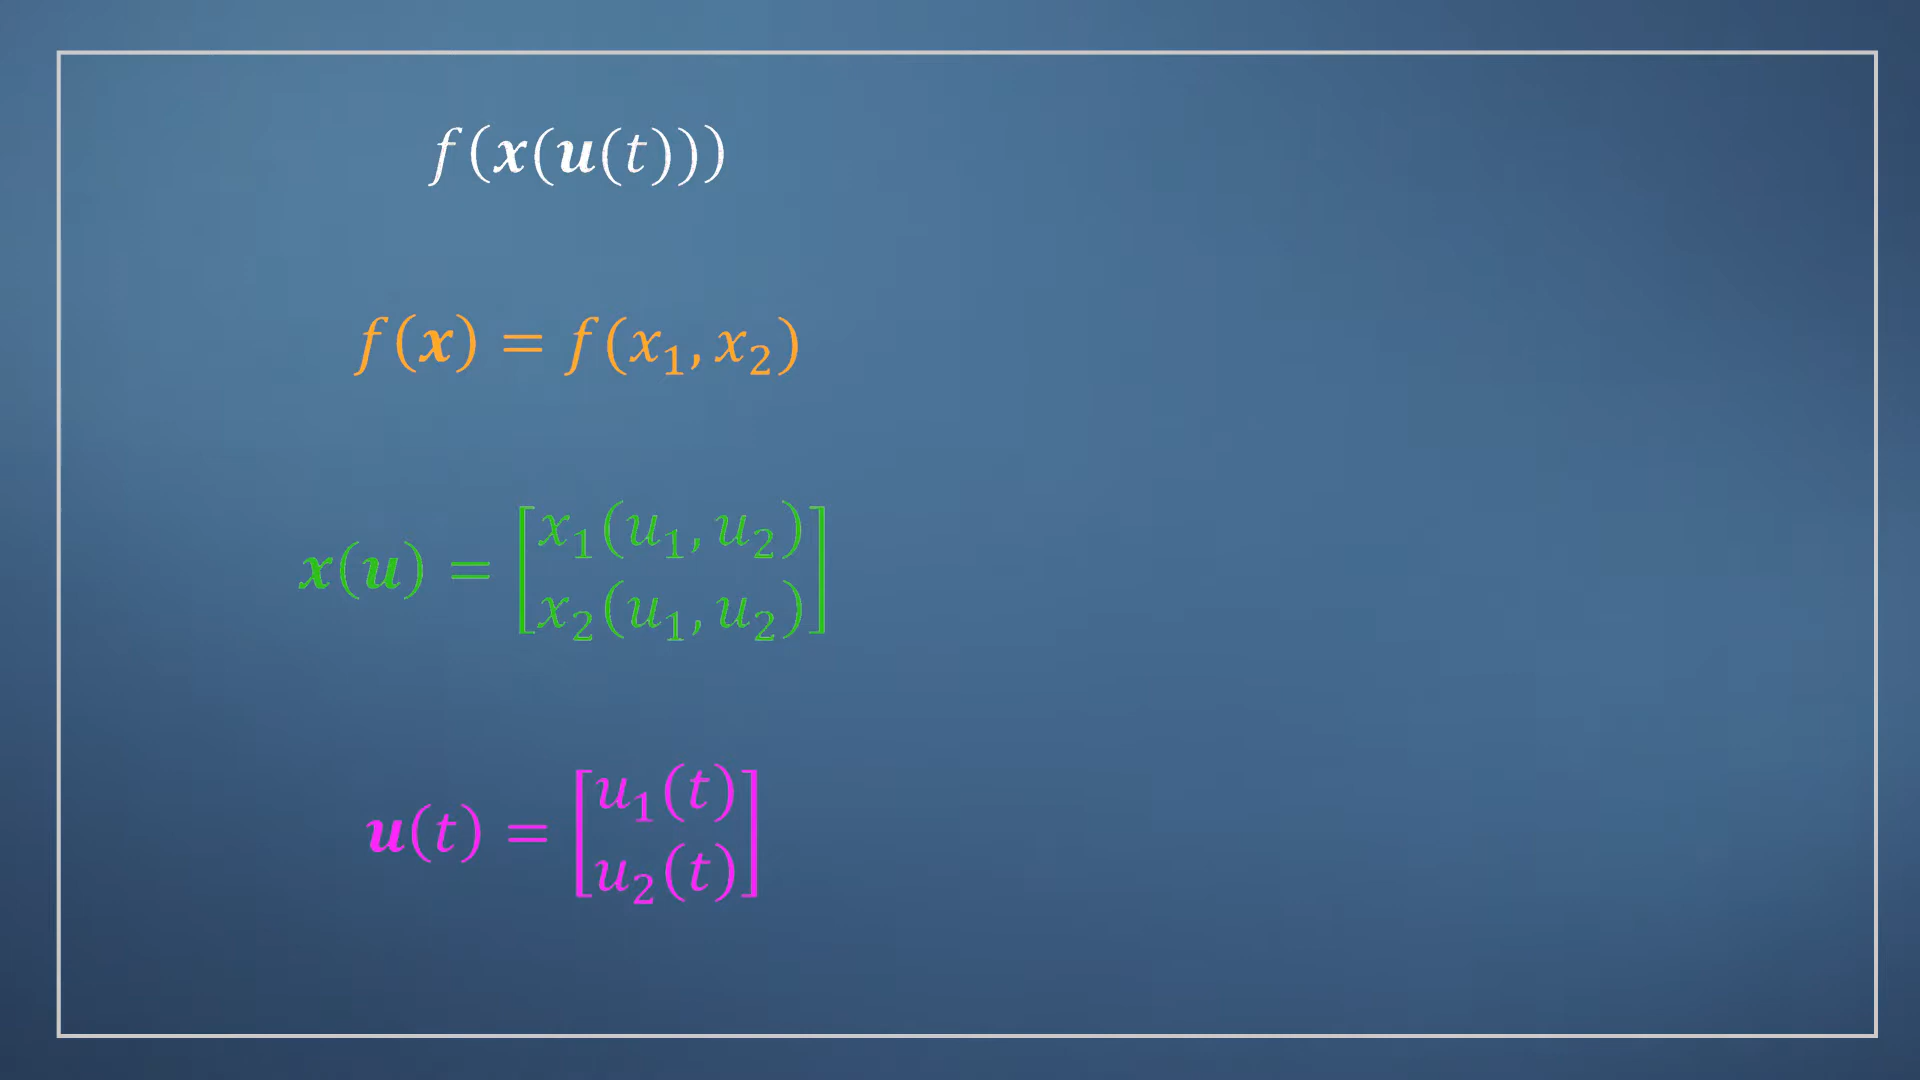 f(x(u(t)))
f(x) = f(x₁, x₂)
x(u) = [x₁(u₁, u₂)
x₂(u₁, u₂)]
u(t) = [u₁(t)
u₂(t)]